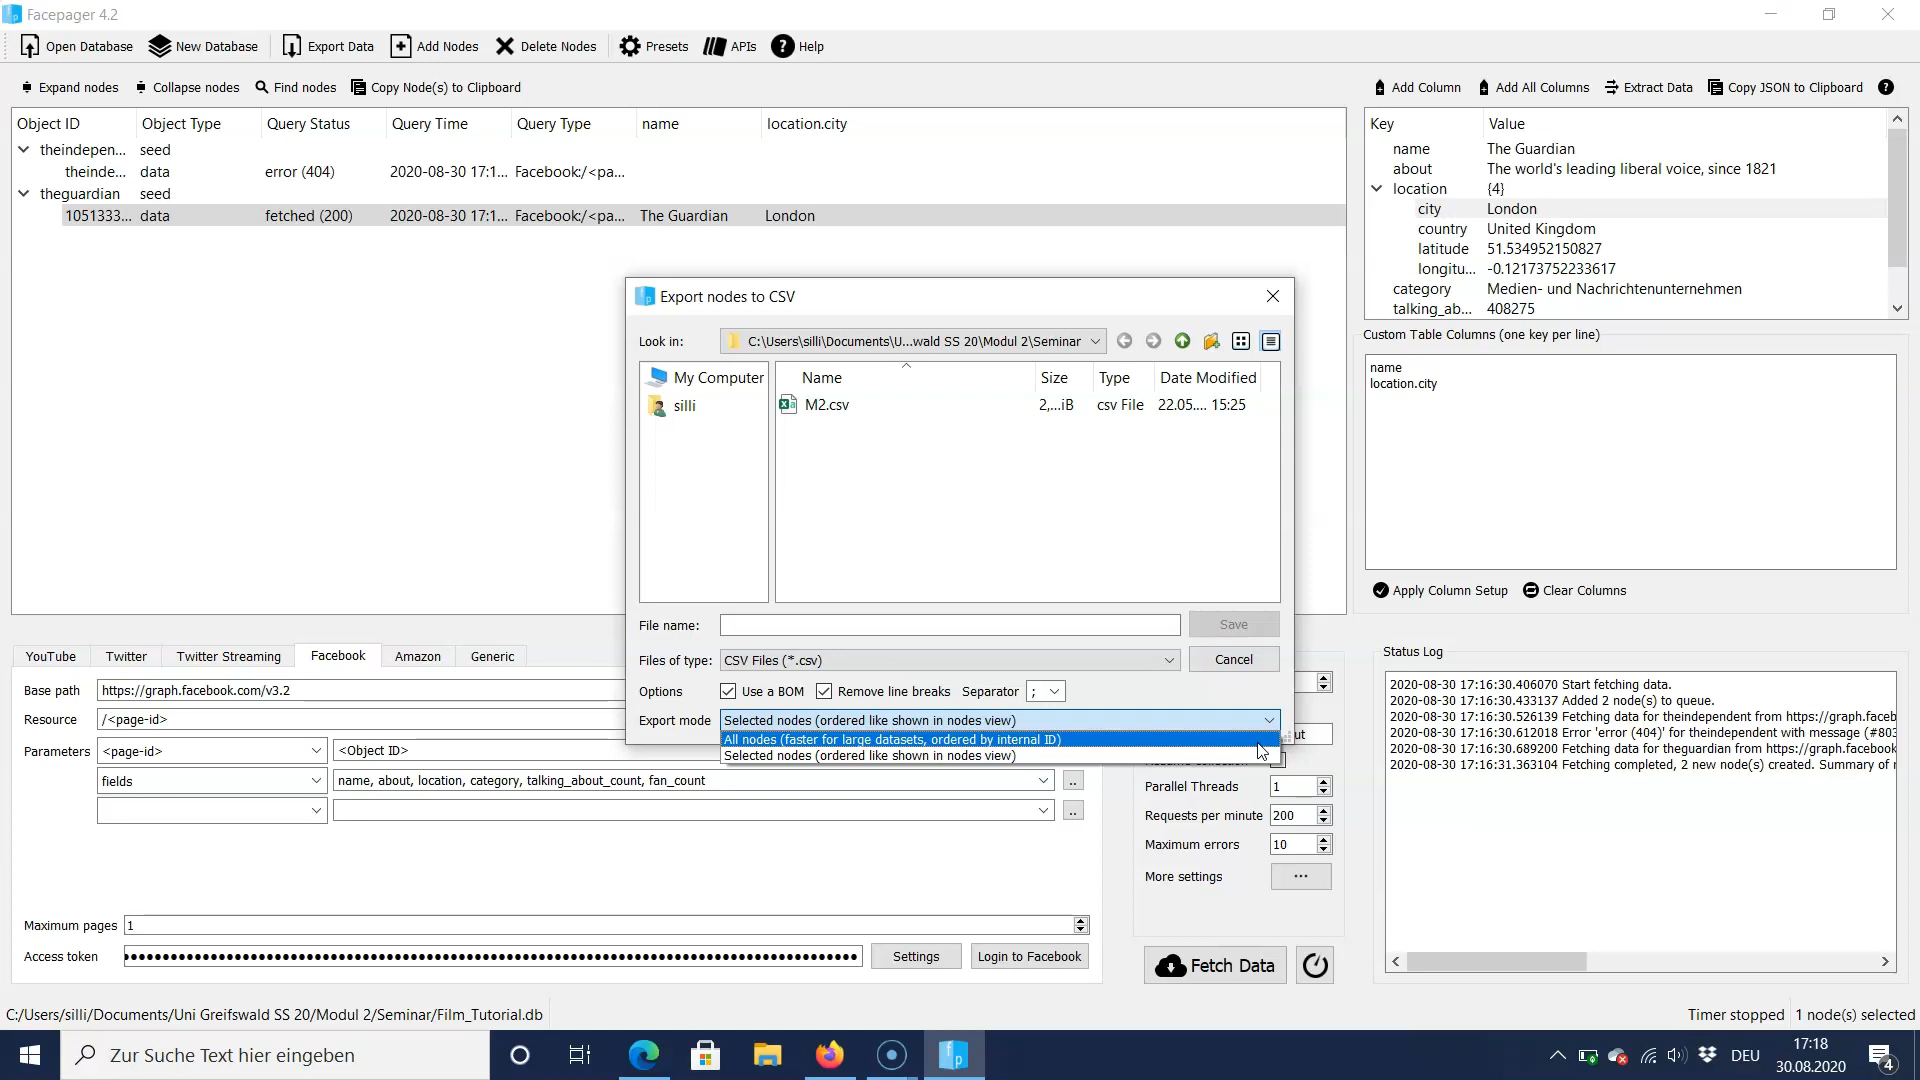 Facepager 4.2
Open Database New Database Export Data Add Nodes Delete Nodes Presets APIs Help
Expand nodes Collapse nodes Find nodes Copy Node(s) to Clipboard
Object ID Object Type Query Status Query Time Query Type name location.city
theindepen... seed
theinde... data error (404) 2020-08-30 17:1... Facebook:/<pa...
theguardian seed
1051333... data fetched (200) 2020-08-30 17:1... Facebook:/<pa... The Guardian London
Add Column Add All Columns Extract Data Copy JSON to Clipboard
Key Value
name The Guardian
about The world's leading liberal voice, since 1821
location {4}
city London
country United Kingdom
latitude 51.534952150827
longitu... -0.12173752233617
category Medien- und Nachrichtenunternehmen
talking_ab... 408275
Custom Table Columns (one key per line)
name
location.city
Apply Column Setup Clear Columns
Export nodes to CSV
Look in: C:\Users\silli\Documents\U...wald SS 20\Modul 2\Seminar
My Computer
silli
Name Size Type Date Modified
M2.csv 2,...iB csv File 22.05.... 15:25
File name: Save
Files of type: CSV Files (*.csv) Cancel
Options Use a BOM Remove line breaks Separator ;
Export mode Selected nodes (ordered like shown in nodes view)
All nodes (faster for large datasets, ordered by internal ID)
Selected nodes (ordered like shown in nodes view)
YouTube Twitter Twitter Streaming Facebook Amazon Generic
Base path https://graph.facebook.com/v3.2
Resource /<page-id>
Parameters <page-id> <Object ID>
fields name, about, location, category, talking_about_count, fan_count
Maximum pages 1
Access token Settings Login to Facebook
Parallel Threads 1
Requests per minute 200
Maximum errors 10
More settings ...
Fetch Data
Status Log
2020-08-30 17:16:30.406070 Start fetching data.
2020-08-30 17:16:30.433137 Added 2 node(s) to queue.
2020-08-30 17:16:30.526139 Fetching data for theindependent from https://graph.faceb
2020-08-30 17:16:30.612018 Error 'error (404)' for theindependent with message (#803
2020-08-30 17:16:30.689200 Fetching data for theguardian from https://graph.facebook
2020-08-30 17:16:31.363104 Fetching completed, 2 new node(s) created. Summary of
C:/Users/silli/Documents/Uni Greifswald SS 20/Modul 2/Seminar/Film_Tutorial.db
Timer stopped 1 node(s) selected
Zur Suche Text hier eingeben
DEU
17:18
30.08.2020
4